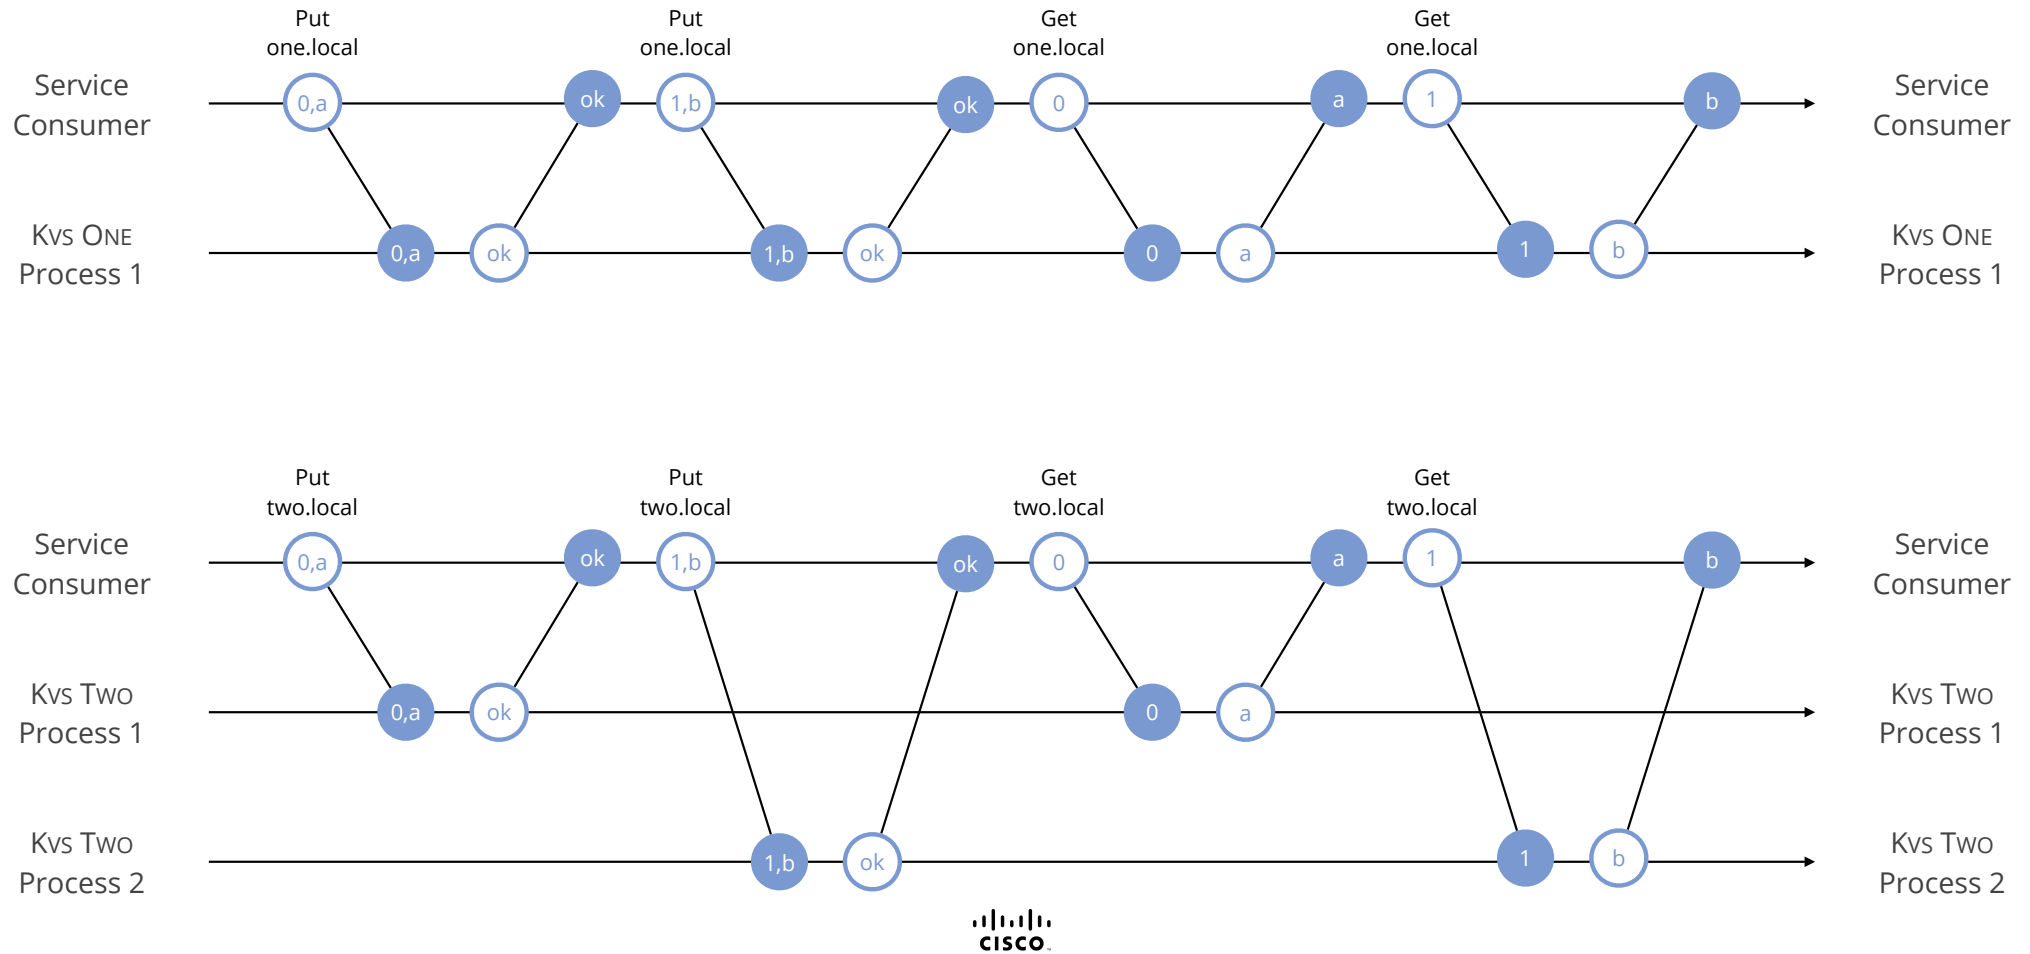 Put
one.local
Put
one.local
Get
one.local
Get
one.local
Service
Consumer
0,a
ok
1,b
ok
0
a
1
b
Service
Consumer
Kvs One
Process 1
0,a
ok
1,b
ok
0
a
1
b
Kvs One
Process 1
Put
two.local
Put
two.local
Get
two.local
Get
two.local
Service
Consumer
0,a
ok
1,b
ok
0
a
1
b
Service
Consumer
Kvs Two
Process 1
0,a
ok
0
a
Kvs Two
Process 1
Kvs Two
Process 2
1,b
ok
1
b
Kvs Two
Process 2
CISCO